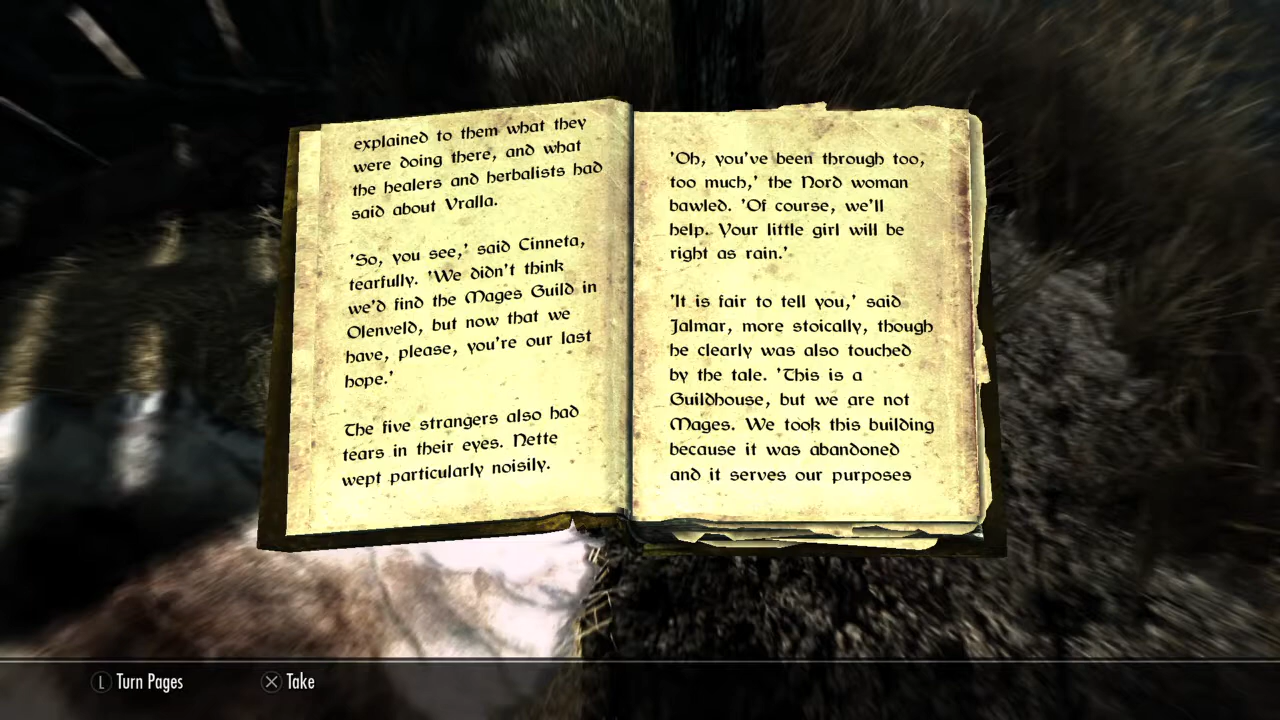 explained to them what they
were doing there, and what
the healers and herbalists had
said about Vralla.
'So, you see,' said Cinneta,
tearfully. 'We didn't think
we'd find the Mages Guild in
Olenveld, but now that we
have, please, you're our last
hope.'
The five strangers also had
tears in their eyes. Nette
wept particularly noisily.
'Oh, you've been through too,
too much,' the Nord woman
bawled. 'Of course, we'll
help. Your little girl will be
right as rain.'
'It is fair to tell you,' said
Jalmar, more stoically, though
he clearly was also touched
by the tale. 'This is a
Guildhouse, but we are not
Mages. We took this building
because it was abandoned
and it serves our purposes
L Turn Pages
X Take